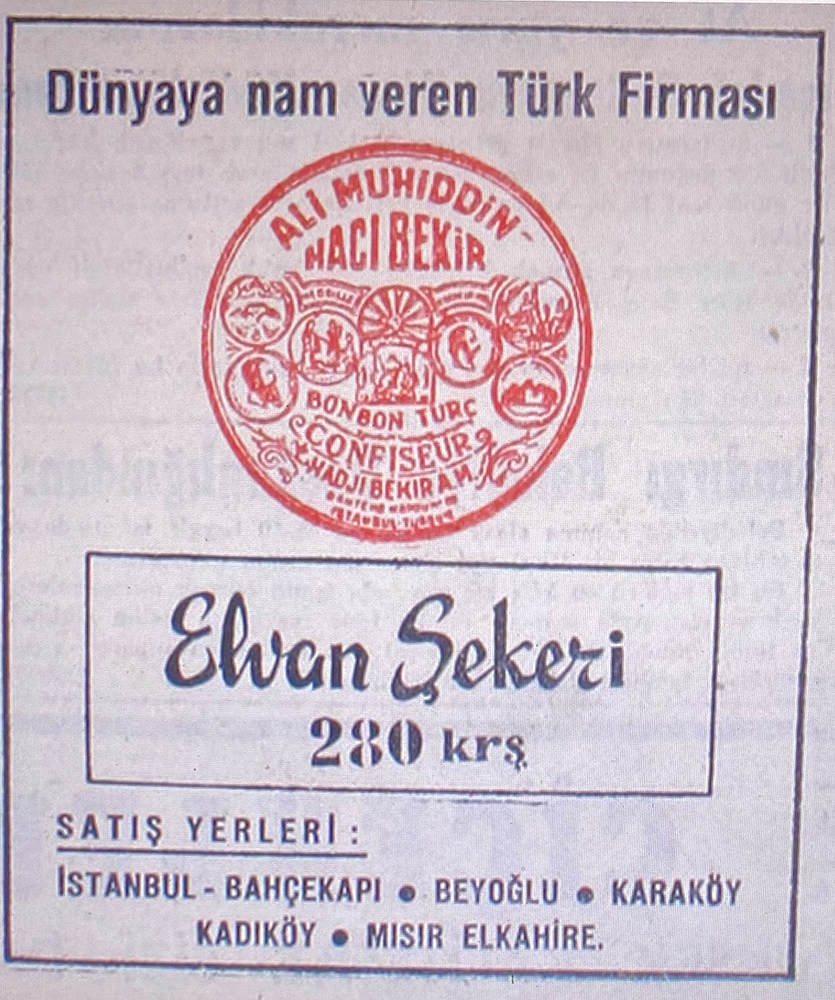 Dünyaya nam veren Türk Firması
ALİ MUHİDDİN-
HACI BEKİR
BONBON TURC
CONFISEUR
HADJI BEKIR A.M.
Elvan Şekeri
280 krş
SATIŞ YERLERİ :
İSTANBUL - BAHÇEKAPI ● BEYOĞLU ● KARAKÖY
KADIKÖY ● MISIR ELKAHİRE.